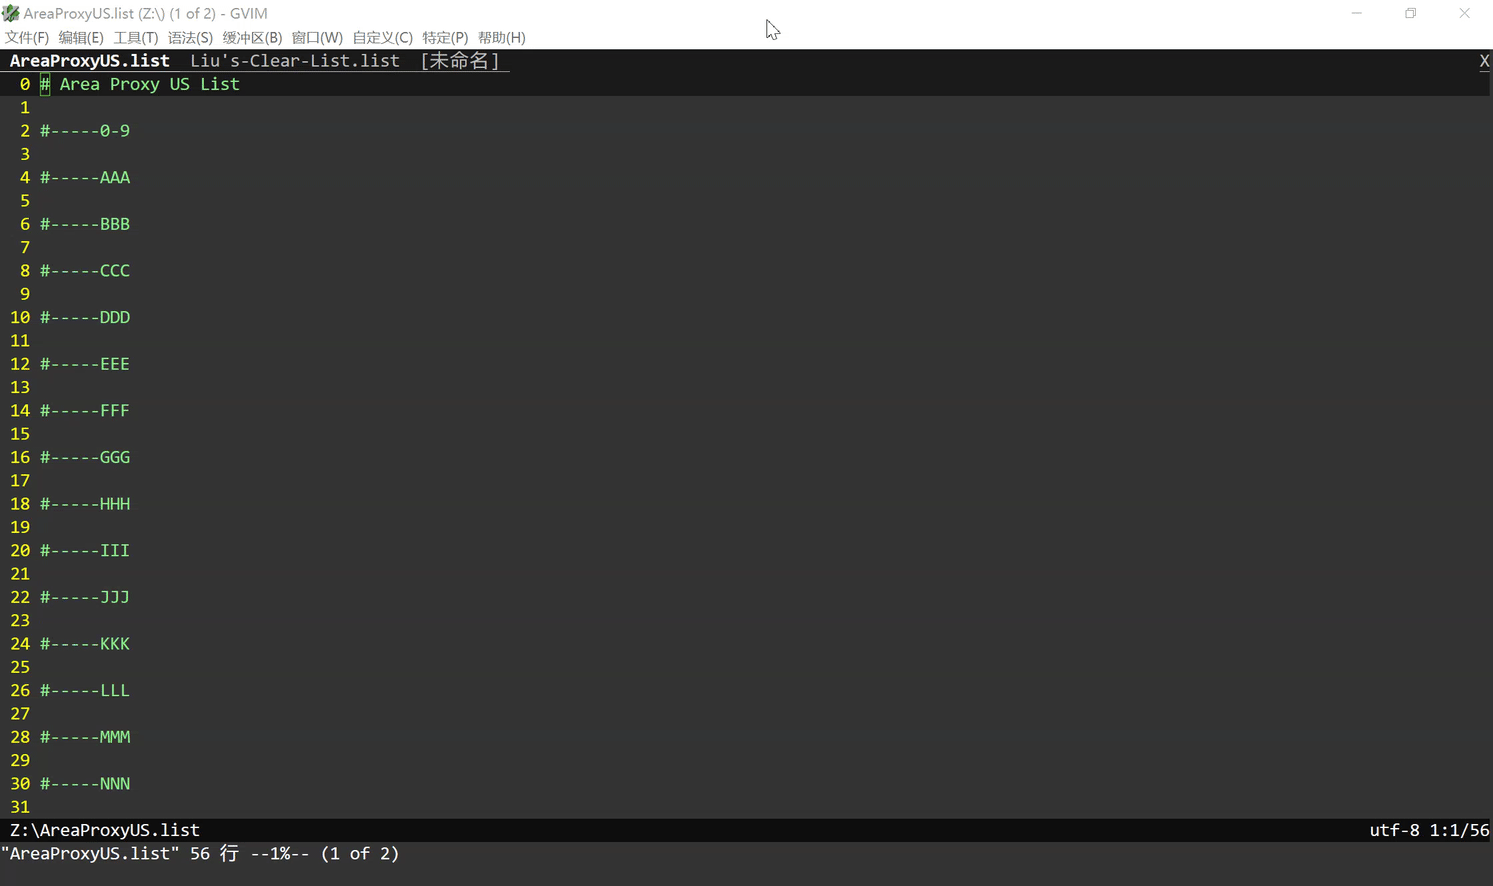 AreaProxyUS.list (Z:\) (1 of 2) - GVIM
文件(F) 编辑(E) 工具(T) 语法(S) 缓冲区(B) 窗口(W) 自定义(C) 特定(P) 帮助(H)
AreaProxyUS.list Liu's-Clear-List.list [未命名] X
0 # Area Proxy US List
1
2 #-----0-9
3
4 #-----AAA
5
6 #-----BBB
7
8 #-----CCC
9
10 #-----DDD
11
12 #-----EEE
13
14 #-----FFF
15
16 #-----GGG
17
18 #-----HHH
19
20 #-----III
21
22 #-----JJJ
23
24 #-----KKK
25
26 #-----LLL
27
28 #-----MMM
29
30 #-----NNN
31
Z:\AreaProxyUS.list utf-8 1:1/56
"AreaProxyUS.list" 56 行 --1%-- (1 of 2)